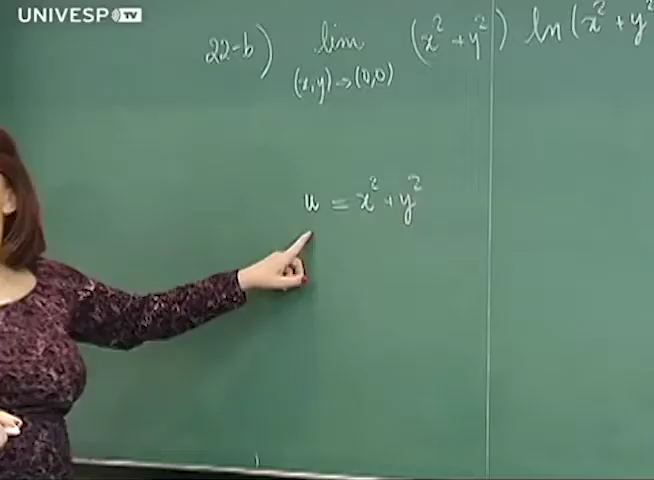 UNIVESP TV
22-b) lim (x² + y²) ln(x² + y²
(x,y)→(0,0)
u = x² + y²